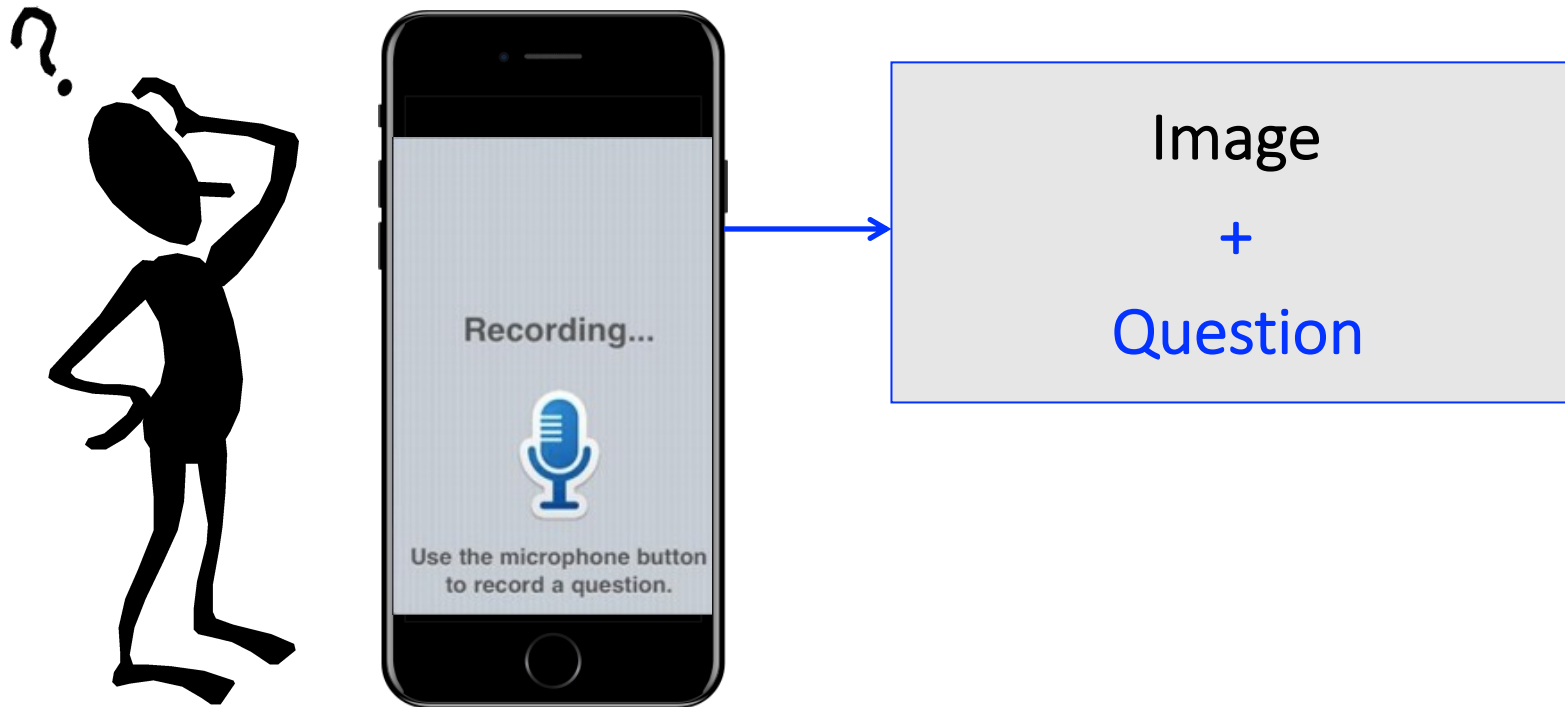 ?
Recording...
Use the microphone button
to record a question.
Image
+
Question